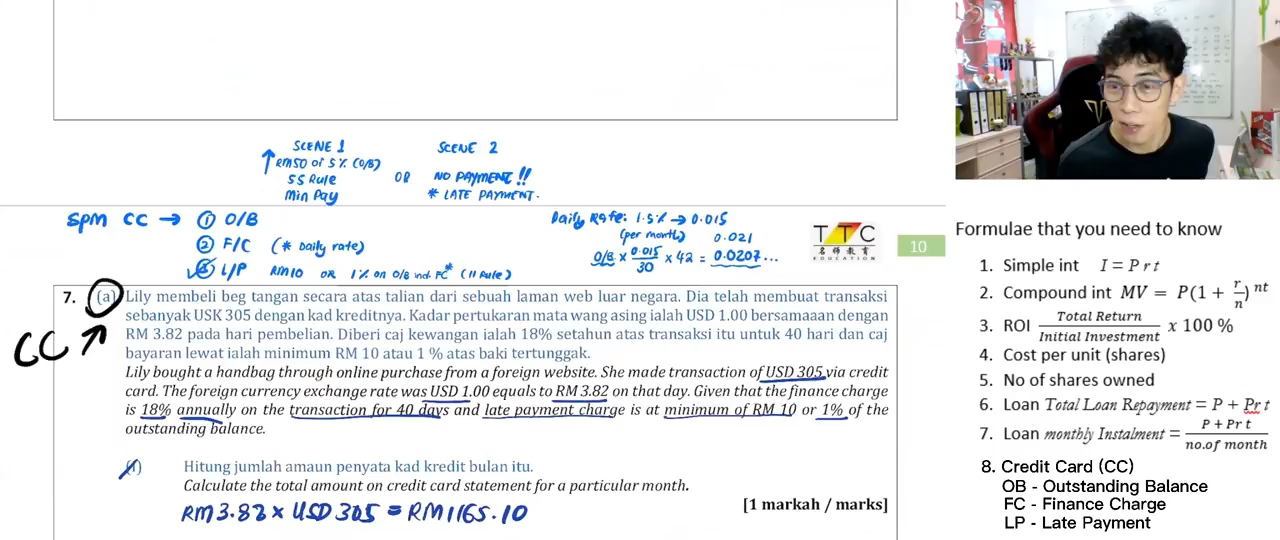 SCENE 1
SCENE 2
RM50 or 5% (O/B)
55 Rule
OR
NO PAYMENT!!
Min Pay
* LATE PAYMENT.
SPM CC → ① O/B
② F/C (* Daily rate)
③ L/P RM10 OR 1% on O/B incl. FC* (11 Rule)
Daily Rate: 1.5% → 0.015
(per month) 0.021
O/B × 0.015/30 × 42 = 0.0207...
TTC
名師教育
EDUCATION
10
CC
7. (a) Lily membeli beg tangan secara atas talian dari sebuah laman web luar negara. Dia telah membuat transaksi
sebanyak USK 305 dengan kad kreditnya. Kadar pertukaran mata wang asing ialah USD 1.00 bersamaaan dengan
RM 3.82 pada hari pembelian. Diberi caj kewangan ialah 18% setahun atas transaksi itu untuk 40 hari dan caj
bayaran lewat ialah minimum RM 10 atau 1 % atas baki tertunggak.
Lily bought a handbag through online purchase from a foreign website. She made transaction of USD 305 via credit
card. The foreign currency exchange rate was USD 1.00 equals to RM 3.82 on that day. Given that the finance charge
is 18% annually on the transaction for 40 days and late payment charge is at minimum of RM 10 or 1% of the
outstanding balance.
(i) Hitung jumlah amaun penyata kad kredit bulan itu.
Calculate the total amount on credit card statement for a particular month.
[1 markah / marks]
RM3.82 × USD 305 = RM1165.10
Formulae that you need to know
1. Simple int I = P r t
2. Compound int MV = P(1 + r/n)^nt
3. ROI Total Return/Initial Investment x 100 %
4. Cost per unit (shares)
5. No of shares owned
6. Loan Total Loan Repayment = P + Pr t
7. Loan monthly Instalment = P + Pr t/no.of month
8. Credit Card (CC)
OB - Outstanding Balance
FC - Finance Charge
LP - Late Payment